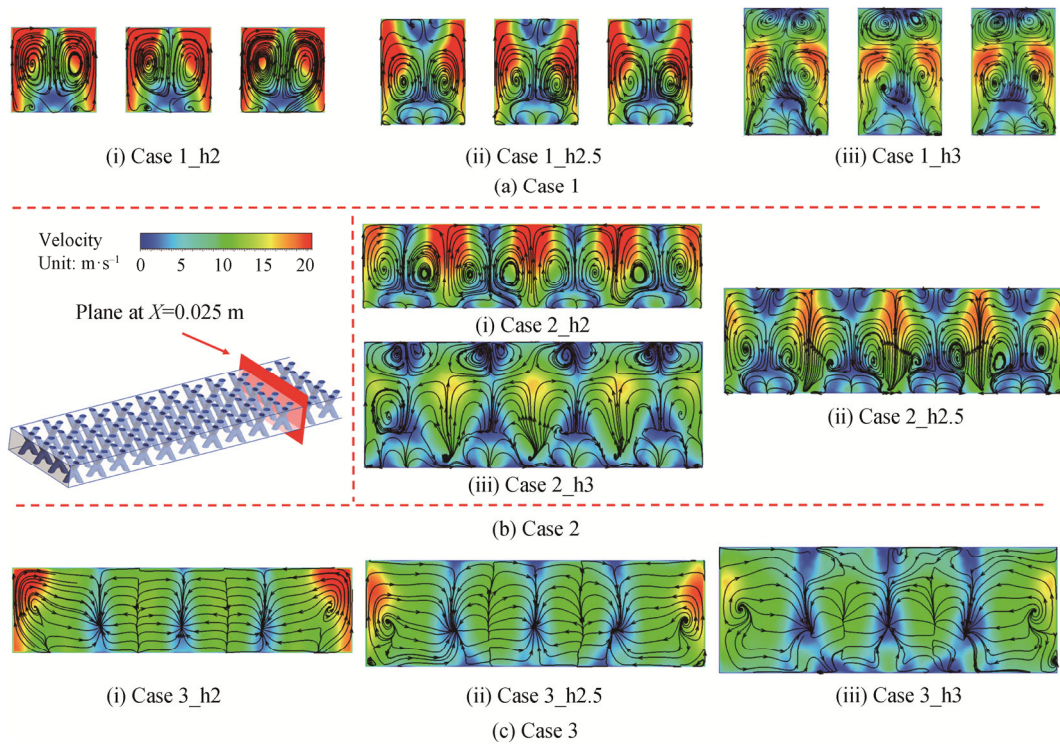 (i) Case 1_h2
(ii) Case 1_h2.5
(iii) Case 1_h3
(a) Case 1
Velocity
Unit: m·s⁻¹
0 5 10 15 20
Plane at X=0.025 m
(i) Case 2_h2
(ii) Case 2_h2.5
(iii) Case 2_h3
(b) Case 2
(i) Case 3_h2
(ii) Case 3_h2.5
(iii) Case 3_h3
(c) Case 3